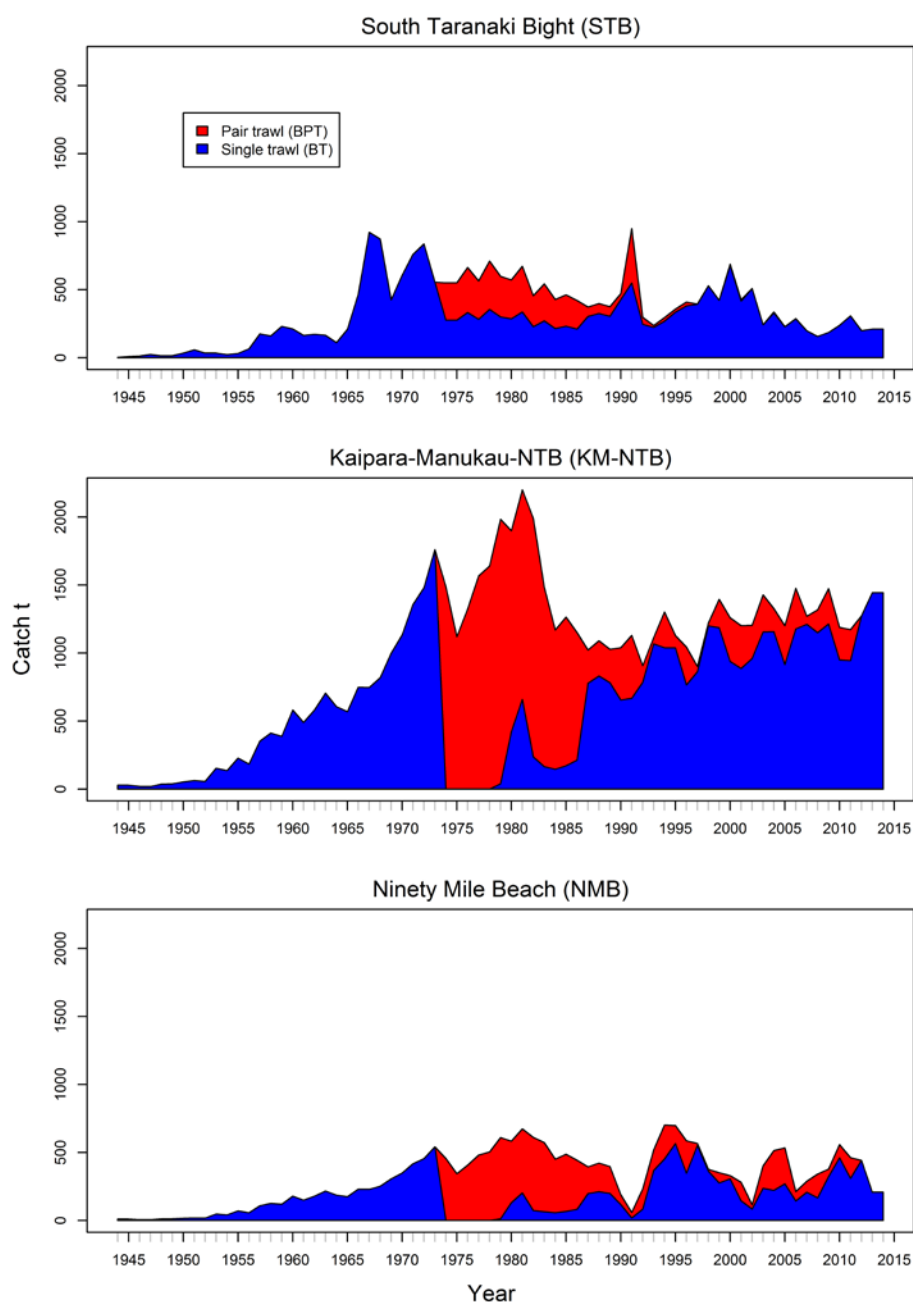 South Taranaki Bight (STB)
2000
1500
1000
500
0
Pair trawl (BPT)
Single trawl (BT)
1945 1950 1955 1960 1965 1970 1975 1980 1985 1990 1995 2000 2005 2010 2015
Kaipara-Manukau-NTB (KM-NTB)
2000
1500
1000
500
0
Catch t
1945 1950 1955 1960 1965 1970 1975 1980 1985 1990 1995 2000 2005 2010 2015
Ninety Mile Beach (NMB)
2000
1500
1000
500
0
1945 1950 1955 1960 1965 1970 1975 1980 1985 1990 1995 2000 2005 2010 2015
Year